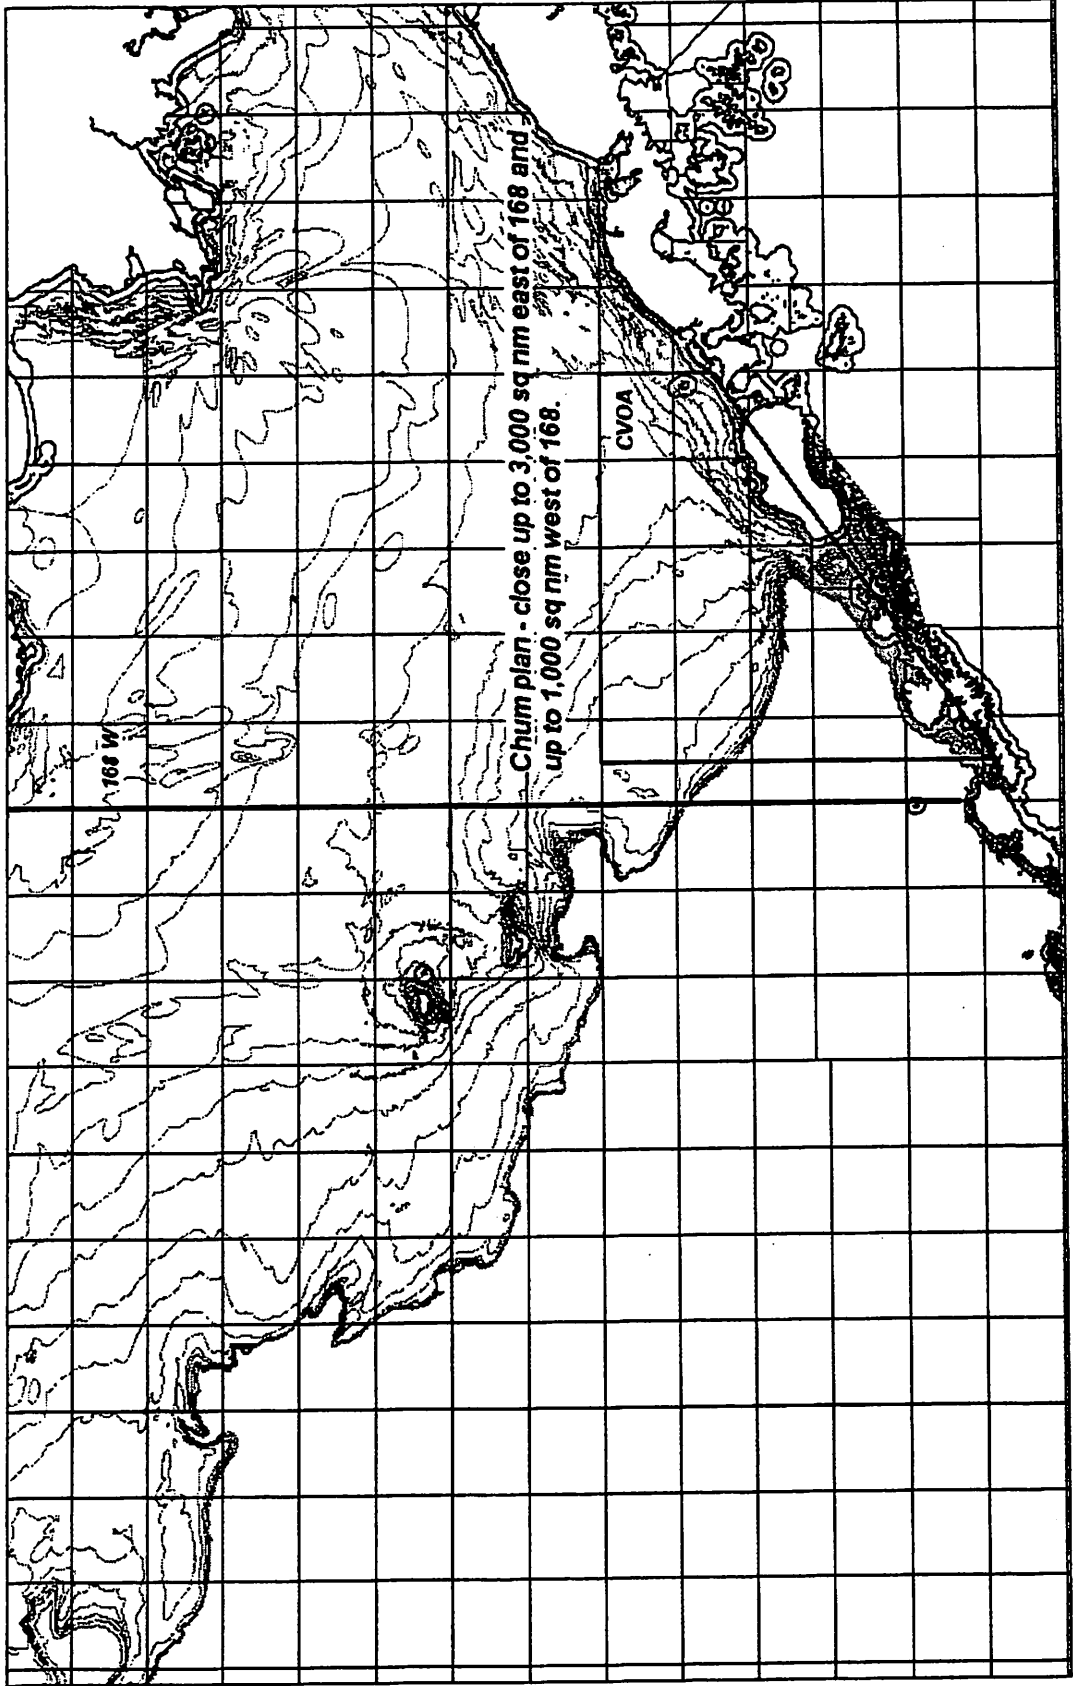 168 W
Chum plan - close up to 3,000 sq nm east of 168 and
up to 1,000 sq nm west of 168.
CVOA